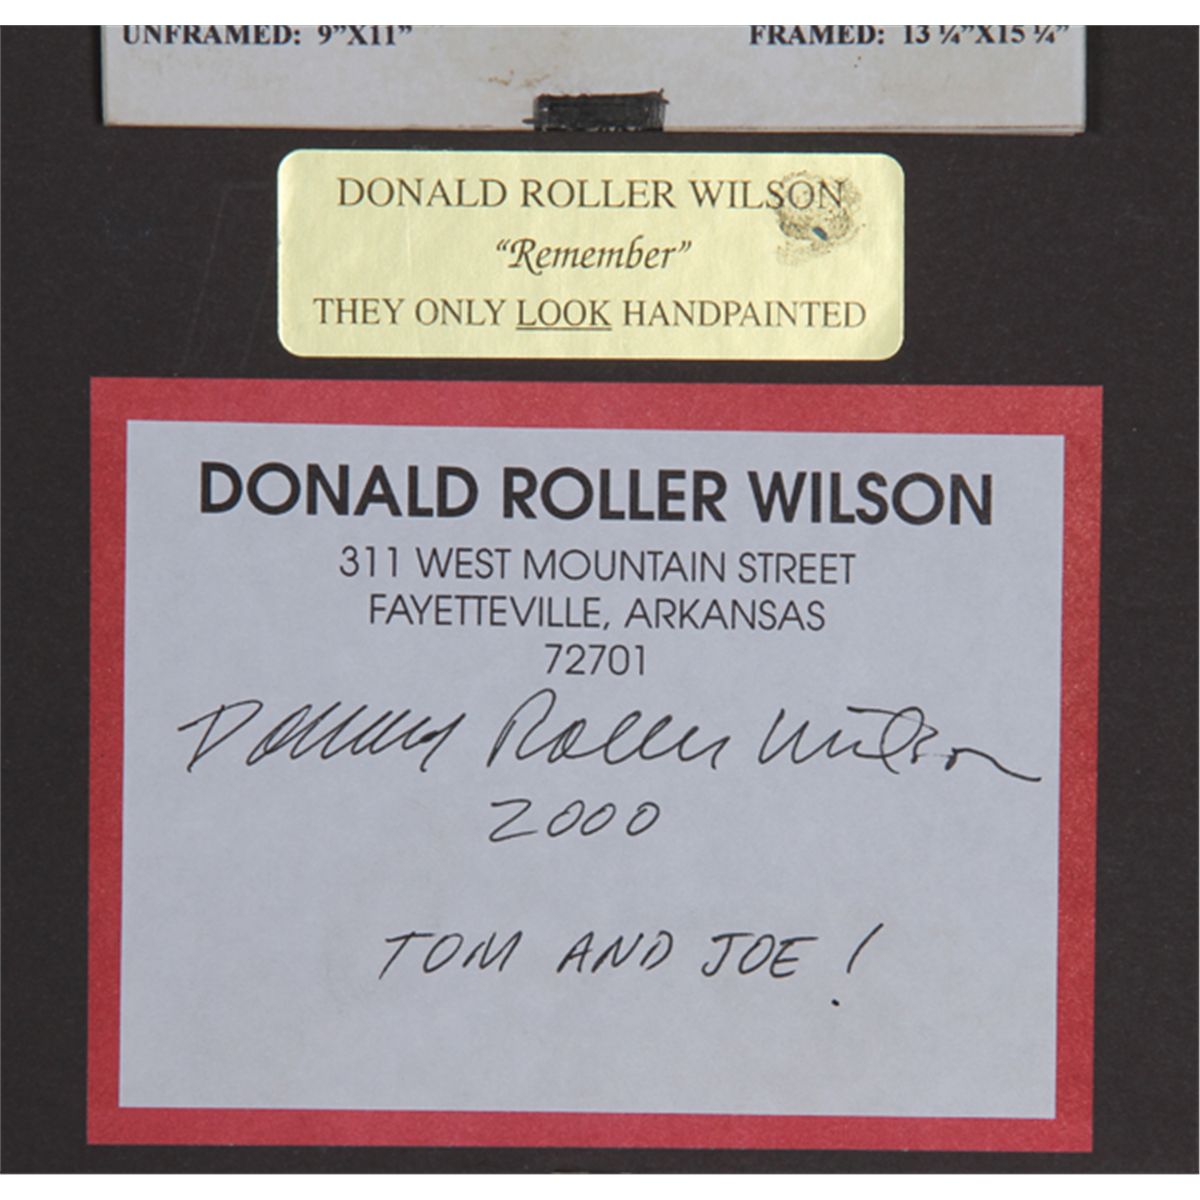 UNFRAMED: 9”X11” FRAMED: 13 ¼”X15 ¼”
DONALD ROLLER WILSON
“Remember”
THEY ONLY LOOK HANDPAINTED
DONALD ROLLER WILSON
311 WEST MOUNTAIN STREET
FAYETTEVILLE, ARKANSAS
72701
Donny Roller Wilson
2000
TOM AND JOE!